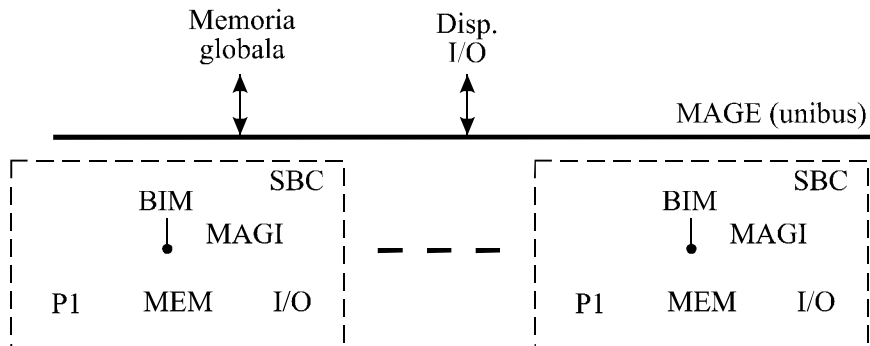 Memoria
globala
Disp.
I/O
MAGE (unibus)
SBC
BIM
MAGI
P1 MEM I/O
SBC
BIM
MAGI
P1 MEM I/O